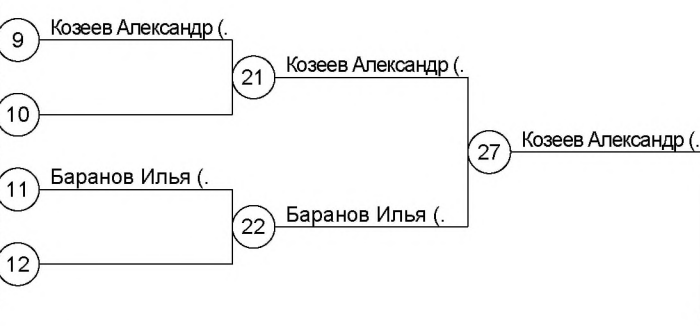 9 Козеев Александр (.
21 Козеев Александр (.
10
27 Козеев Александр (.
11 Баранов Илья (.
22 Баранов Илья (.
12